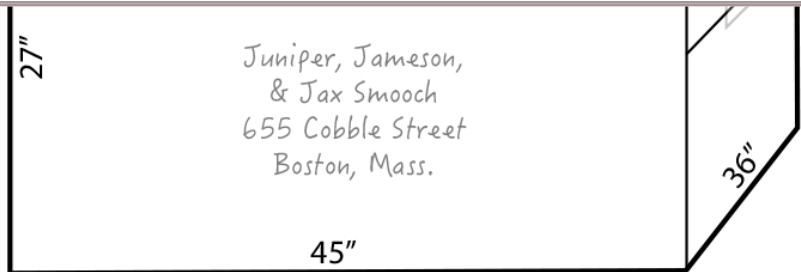 27”
Juniper, Jameson,
& Jax Smooch
655 Cobble Street
Boston, Mass.
36”
45”